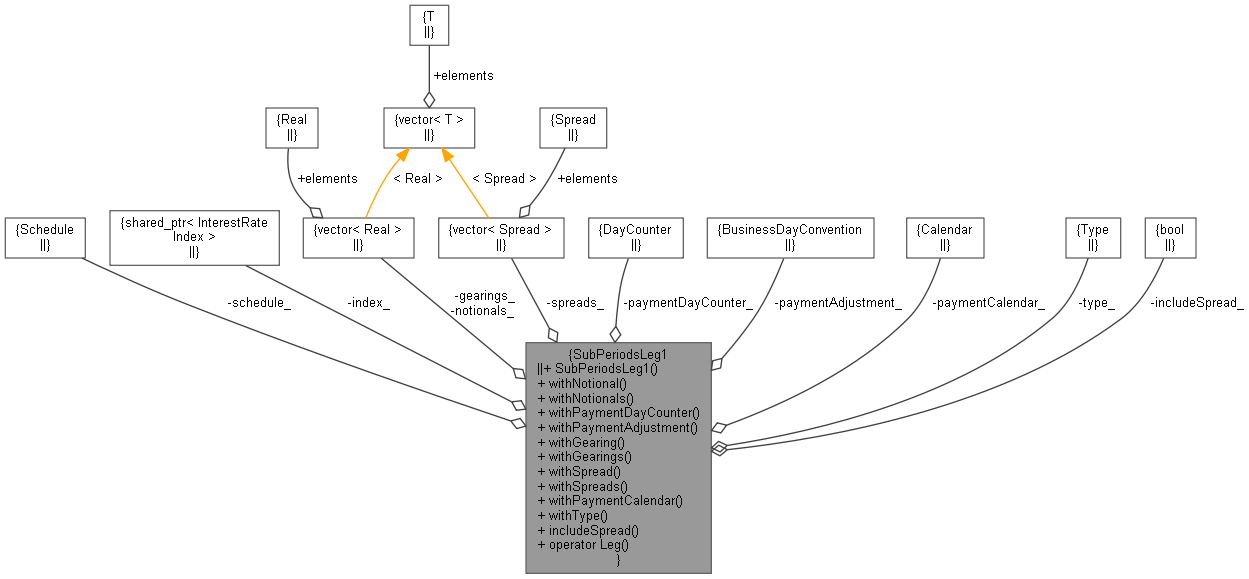 {T
||}
+elements
{Real
||}
{vector< T >
||}
{Spread
||}
+elements
< Real >
< Spread >
+elements
{Schedule
||}
{shared_ptr< InterestRate
Index >
||}
{vector< Real >
||}
{vector< Spread >
||}
{DayCounter
||}
{BusinessDayConvention
||}
{Calendar
||}
{Type
||}
{bool
||}
-schedule_
-index_
-gearings_
-notionals_
-spreads_
-paymentDayCounter_
-paymentAdjustment_
-paymentCalendar_
-type_
-includeSpread_
{SubPeriodsLeg1
||+ SubPeriodsLeg1()
+ withNotional()
+ withNotionals()
+ withPaymentDayCounter()
+ withPaymentAdjustment()
+ withGearing()
+ withGearings()
+ withSpread()
+ withSpreads()
+ withPaymentCalendar()
+ withType()
+ includeSpread()
+ operator Leg()
}